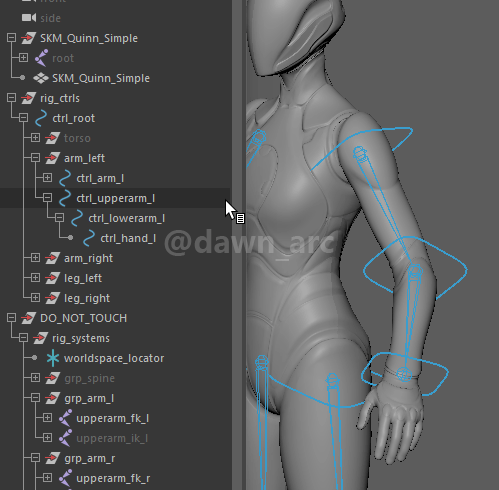 front
side
SKM_Quinn_Simple
root
SKM_Quinn_Simple
rig_ctrls
ctrl_root
torso
arm_left
ctrl_arm_l
ctrl_upperarm_l
ctrl_lowerarm_l
ctrl_hand_l
@dawn_arc
arm_right
leg_left
leg_right
DO_NOT_TOUCH
rig_systems
worldspace_locator
grp_spine
grp_arm_l
upperarm_fk_l
upperarm_ik_l
grp_arm_r
upperarm_fk_r